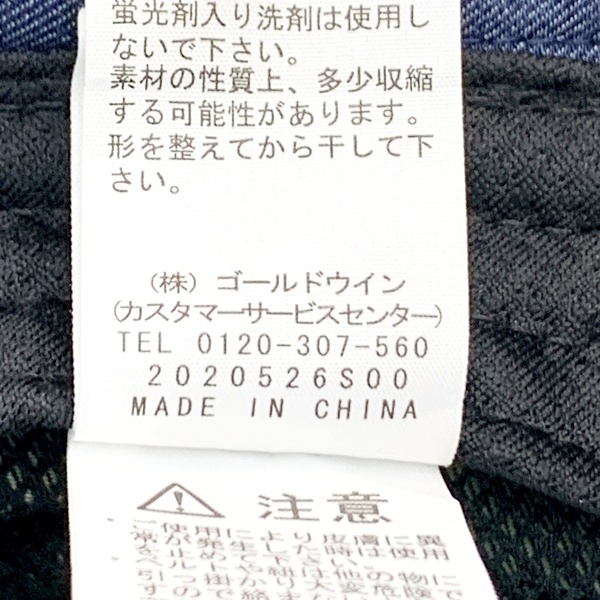 蛍光剤入り洗剤は使用し
ないで下さい。
素材の性質上、多少収縮
する可能性があります。
形を整えてから干して下
さい。
（株）ゴールドウイン
(カスタマーサービスセンター)
TEL 0120-307-560
2020526S00
MADE IN CHINA
注意